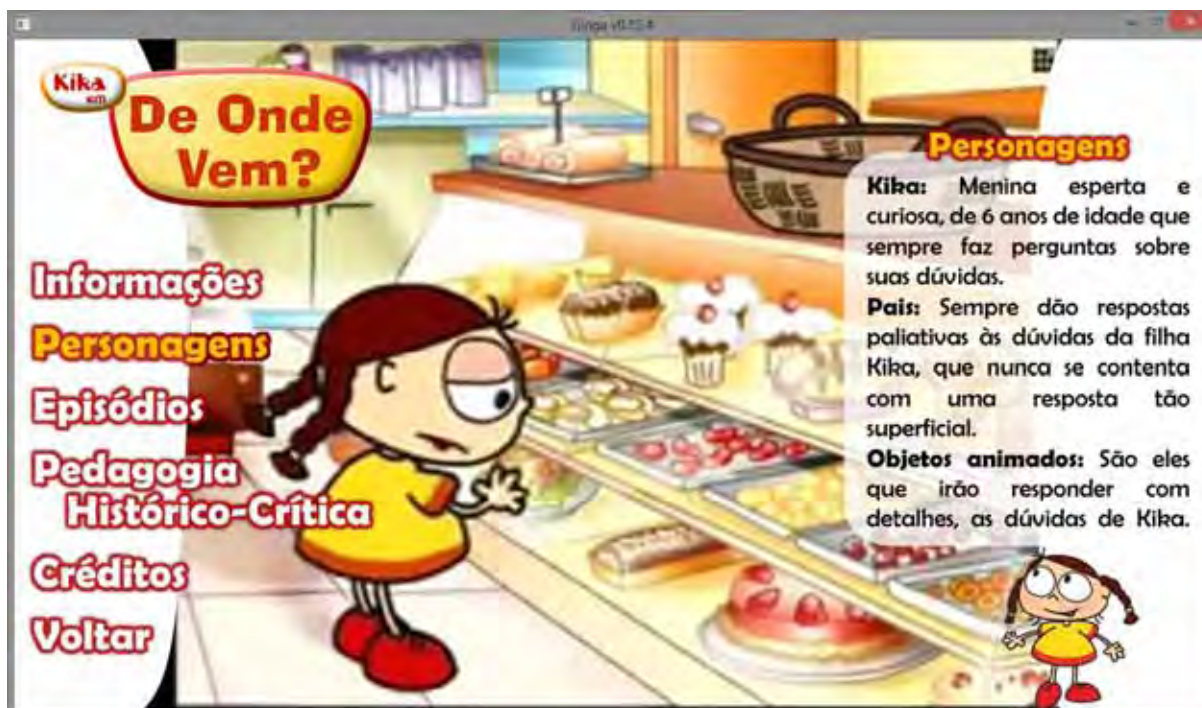 Kika
em
De Onde
Vem?
Informações
Personagens
Episódios
Pedagogia
Histórico-Crítica
Créditos
Voltar
Personagens
Kika: Menina esperta e
curiosa, de 6 anos de idade que
sempre faz perguntas sobre
suas dúvidas.
Pais: Sempre dão respostas
paliativas às dúvidas da filha
Kika, que nunca se contenta
com uma resposta tão
superficial.
Objetos animados: São eles
que irão responder com
detalhes, as dúvidas de Kika.